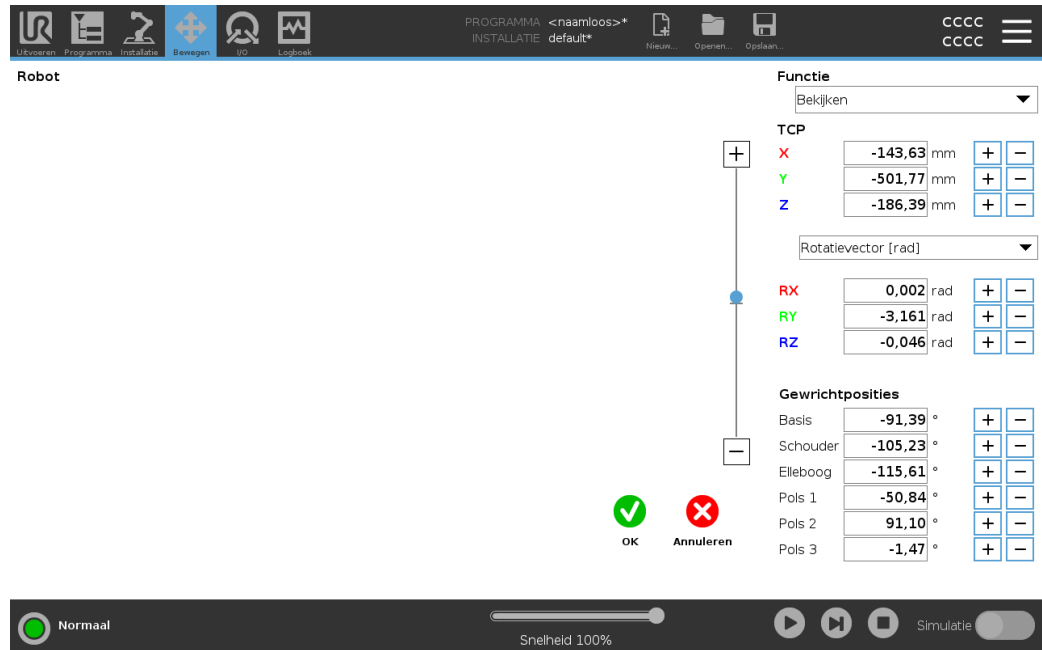 UR
Uitvoeren Programma Installatie Bewegen I/O Logboek
PROGRAMMA <naamloos>*
INSTALLATIE default*
Nieuw... Openen... Opslaan...
CCCC
CCCC
Robot
Functie
Bekijken
TCP
X -143,63 mm + −
Y -501,77 mm + −
Z -186,39 mm + −
Rotatievector [rad]
RX 0,002 rad + −
RY -3,161 rad + −
RZ -0,046 rad + −
Gewrichtposities
Basis -91,39 ° + −
Schouder -105,23 ° + −
Elleboog -115,61 ° + −
Pols 1 -50,84 ° + −
Pols 2 91,10 ° + −
Pols 3 -1,47 ° + −
OK Annuleren
Normaal
Snelheid 100%
Simulatie